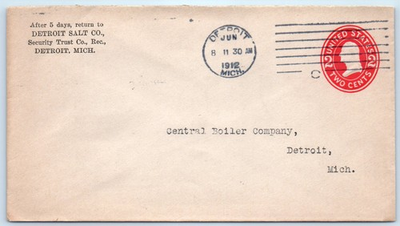 After 5 days, return to
DETROIT SALT CO.,
Security Trust Co., Rec.,
DETROIT, MICH.
DETROIT
JUN
8 11 30 AM
1912
MICH.
UNITED STATES
2 2
TWO CENTS
Central Boiler Company,
Detroit,
Mich.